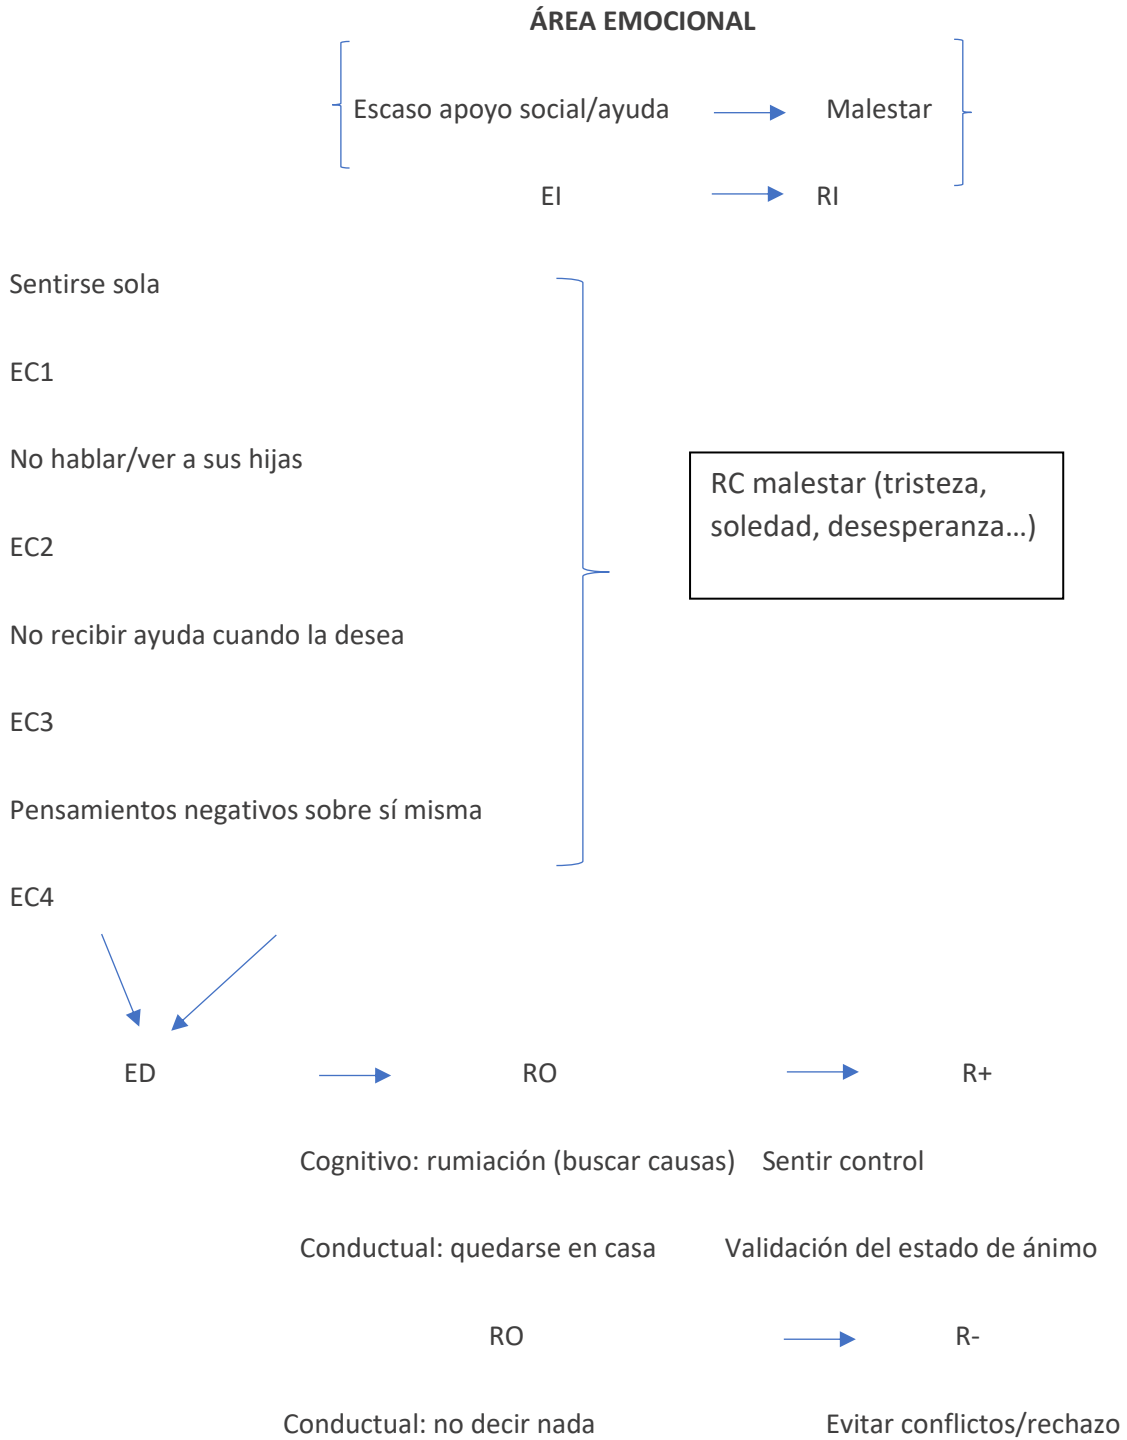 ÁREA EMOCIONAL
Escaso apoyo social/ayuda Malestar
EI RI
Sentirse sola
EC1
No hablar/ver a sus hijas
RC malestar (tristeza,
soledad, desesperanza...)
EC2
No recibir ayuda cuando la desea
EC3
Pensamientos negativos sobre sí misma
EC4
ED RO R+
Cognitivo: rumiación (buscar causas) Sentir control
Conductual: quedarse en casa Validación del estado de ánimo
RO R-
Conductual: no decir nada Evitar conflictos/rechazo